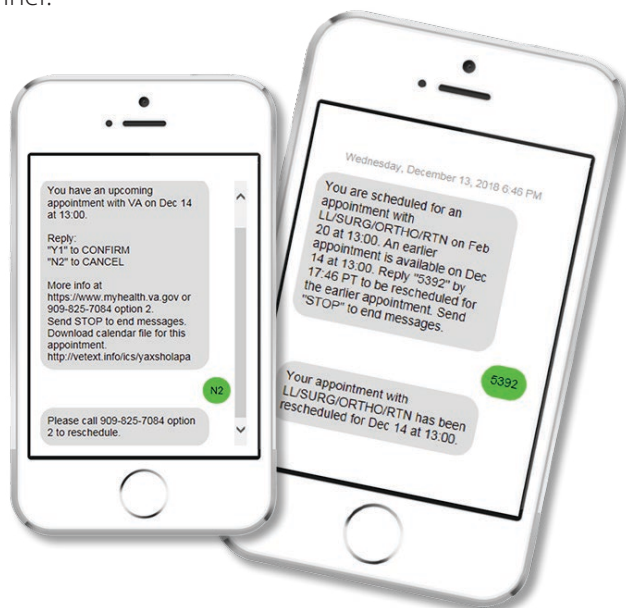 You have an upcoming
appointment with VA on Dec 14
at 13:00.
Reply:
"Y1" to CONFIRM
"N2" to CANCEL
More info at
https://www.myhealth.va.gov or
909-825-7084 option 2.
Send STOP to end messages.
Download calendar file for this
appointment.
http://vetext.info/ics/yaxsholapa
N2
Please call 909-825-7084 option
2 to reschedule.
Wednesday, December 13, 2018 6:46 PM
You are scheduled for an
appointment with
LL/SURG/ORTHO/RTN on Feb
20 at 13:00. An earlier
appointment is available on Dec
14 at 13:00. Reply "5392" by
17:46 PT to be rescheduled for
the earlier appointment. Send
"STOP" to end messages.
5392
Your appointment with
LL/SURG/ORTHO/RTN has been
rescheduled for Dec 14 at 13:00.